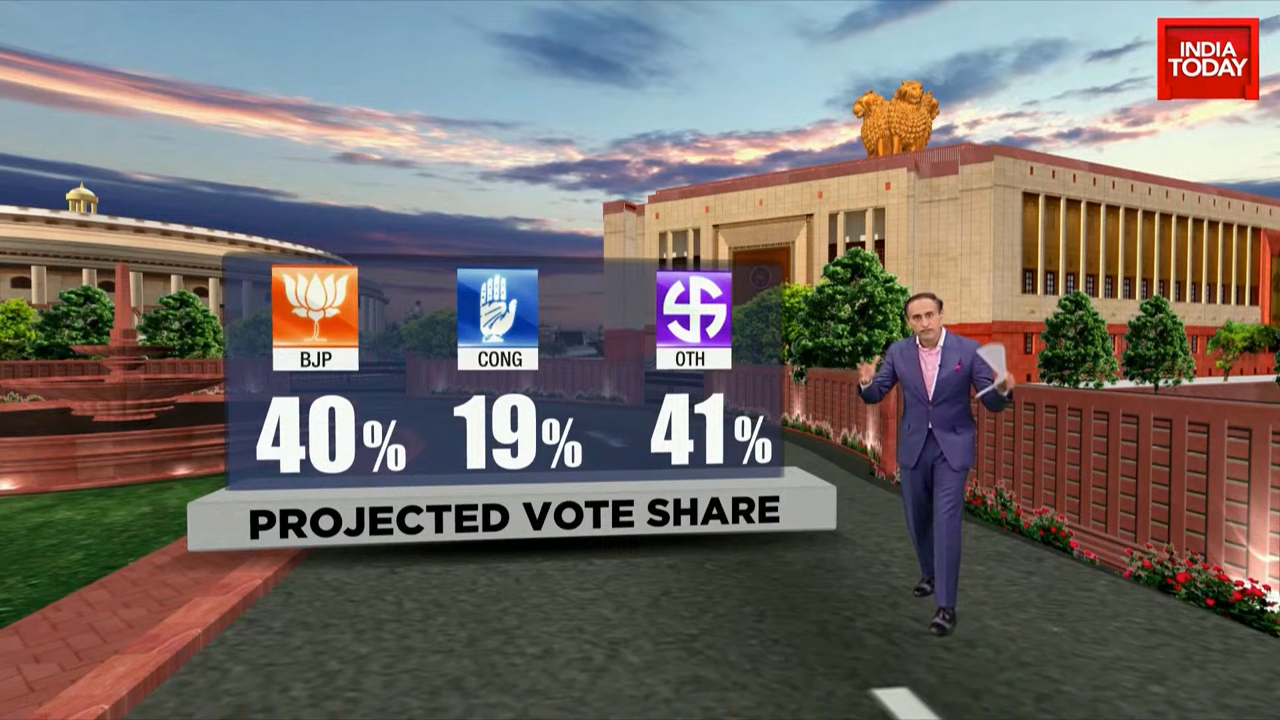 INDIA
TODAY
BJP
CONG
OTH
40%
19%
41%
PROJECTED VOTE SHARE